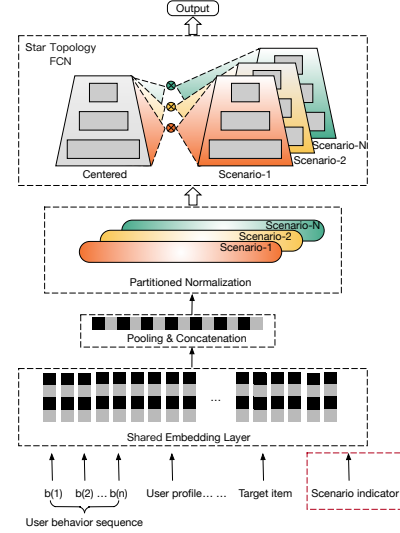 Output
Star Topology
FCN
Centered
Scenario-1
Scenario-2
Scenario-N
Scenario-N
Scenario-2
Scenario-1
Partitioned Normalization
Pooling & Concatenation
...
Shared Embedding Layer
b(1) b(2) ... b(n) User profile... ... Target item Scenario indicator
User behavior sequence